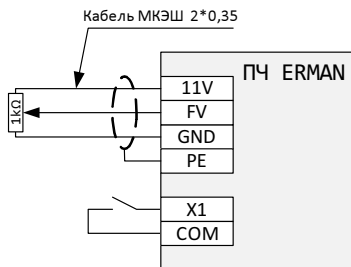 Кабель МКЭШ 2*0,35
ПЧ ERMAN
11V
FV
GND
PE
1kΩ
X1
COM